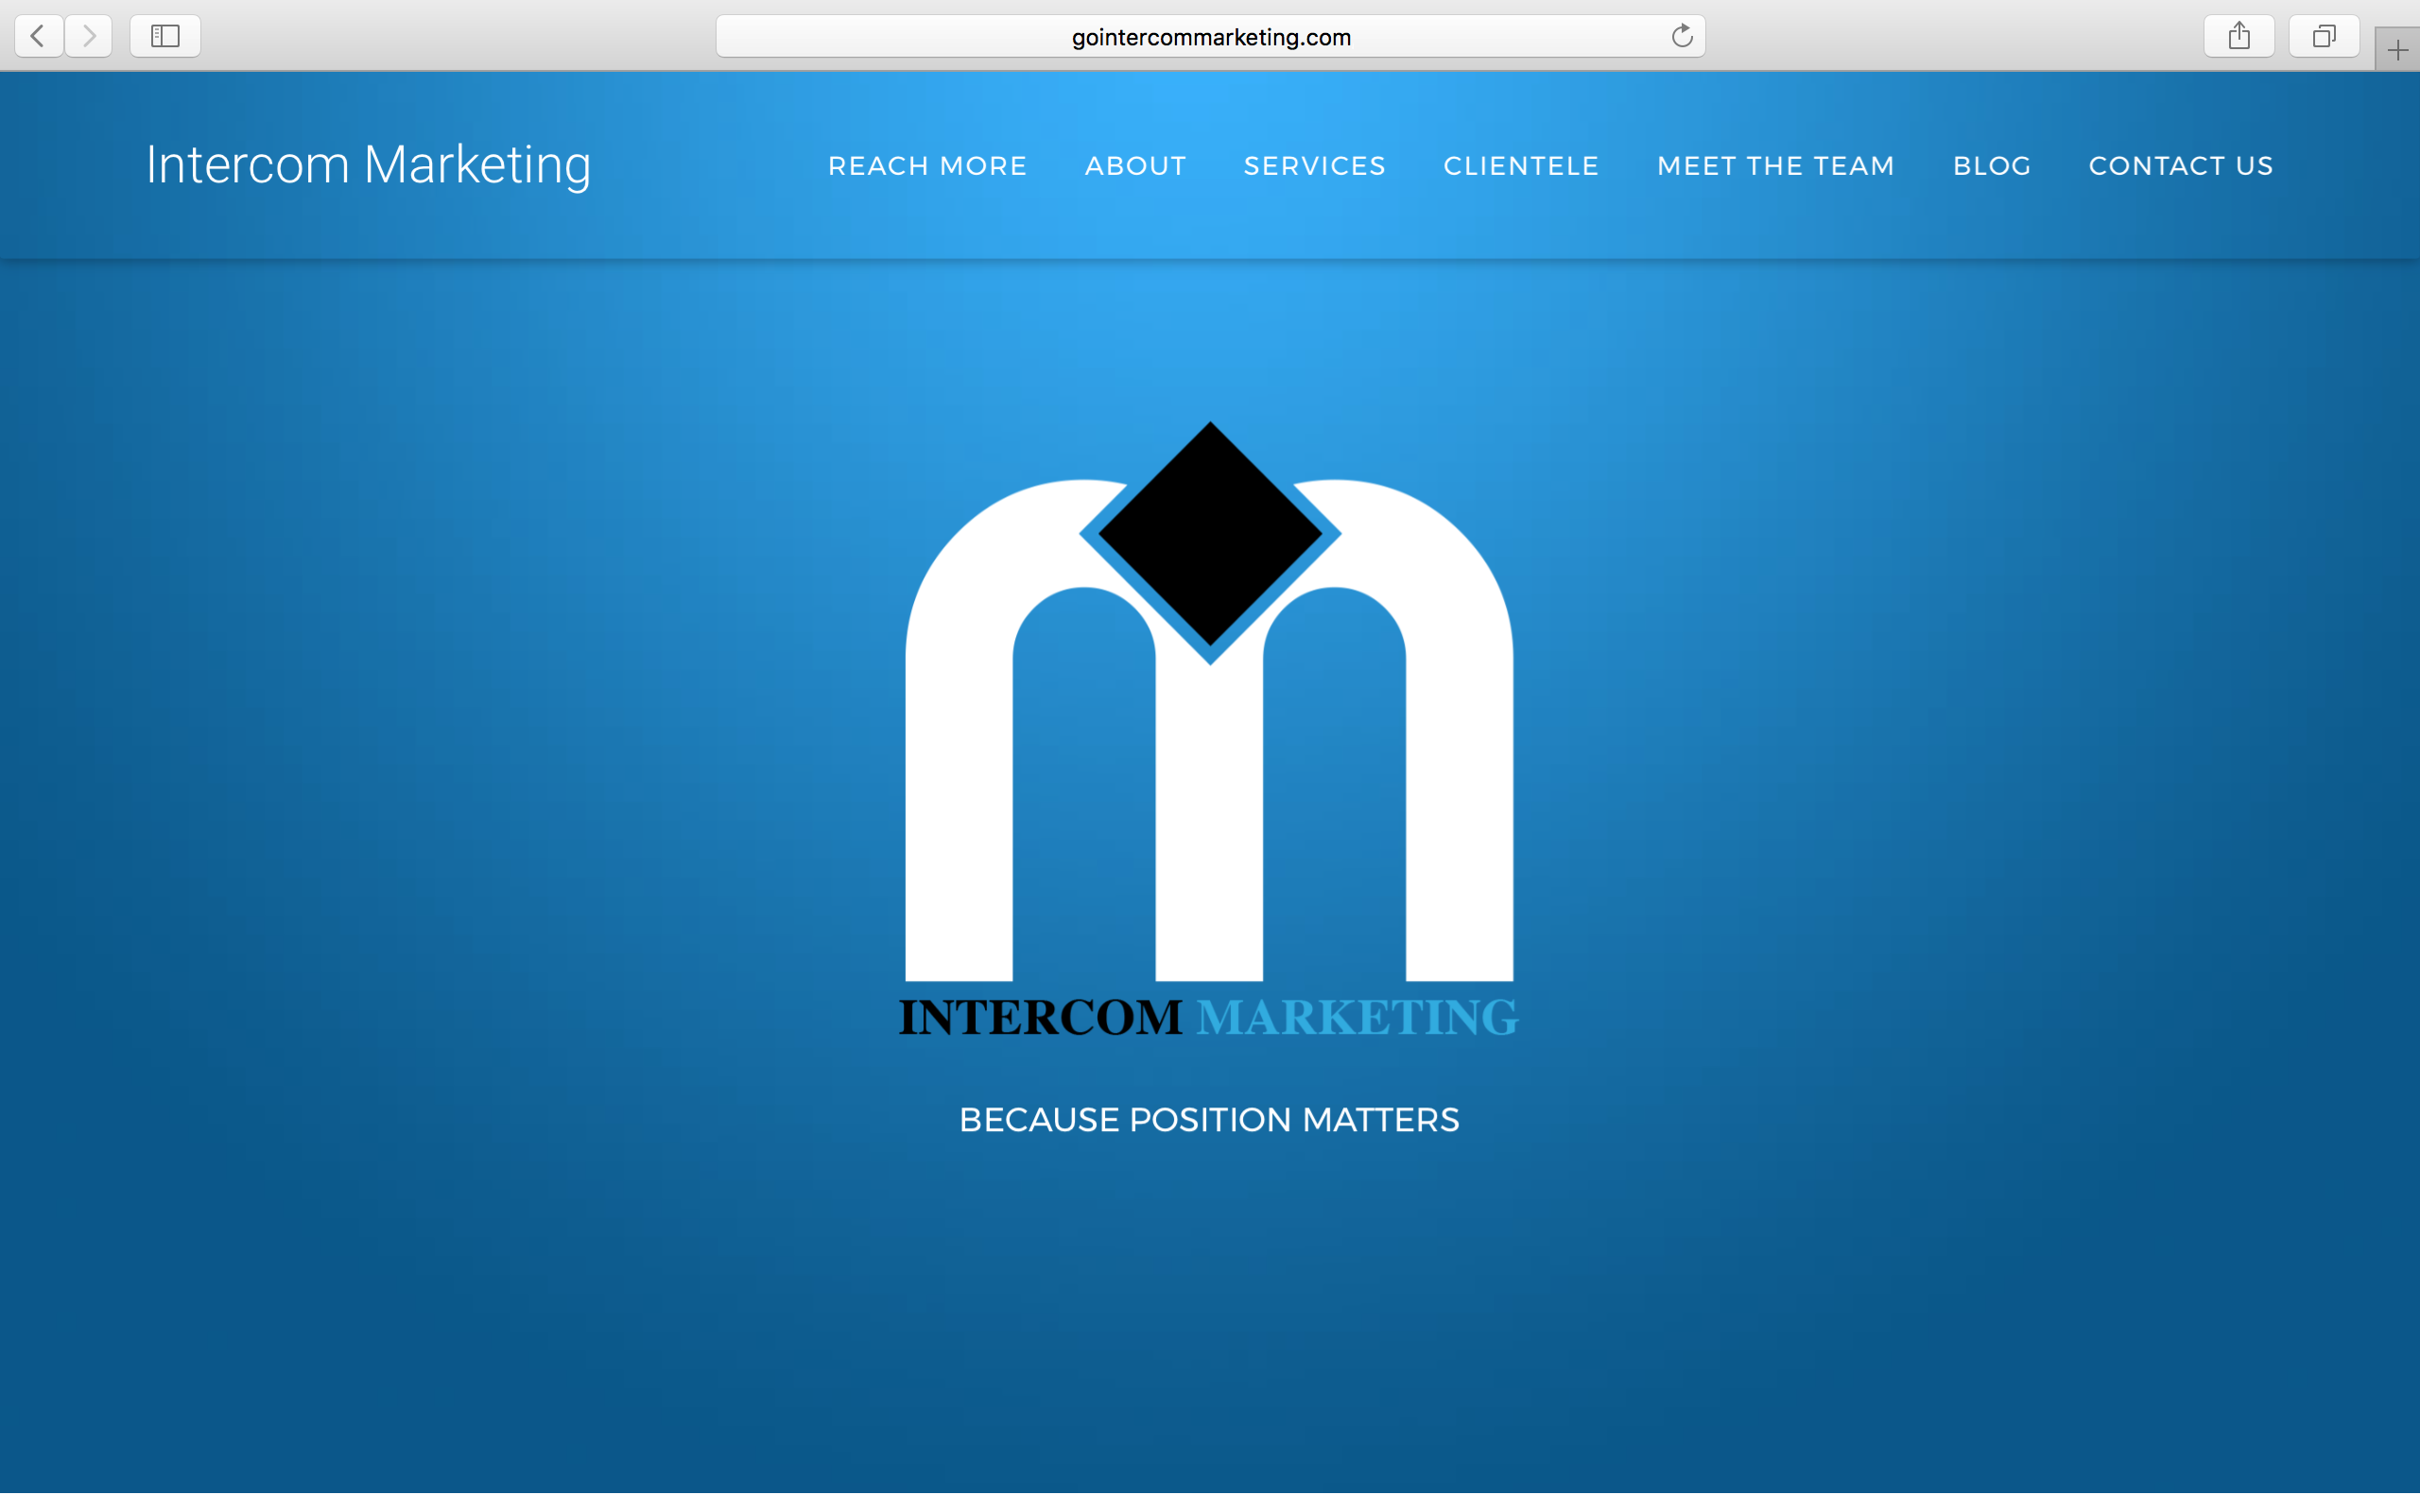 gointercommarketing.com
Intercom Marketing
REACH MORE ABOUT SERVICES CLIENTELE MEET THE TEAM BLOG CONTACT US
INTERCOM MARKETING
BECAUSE POSITION MATTERS